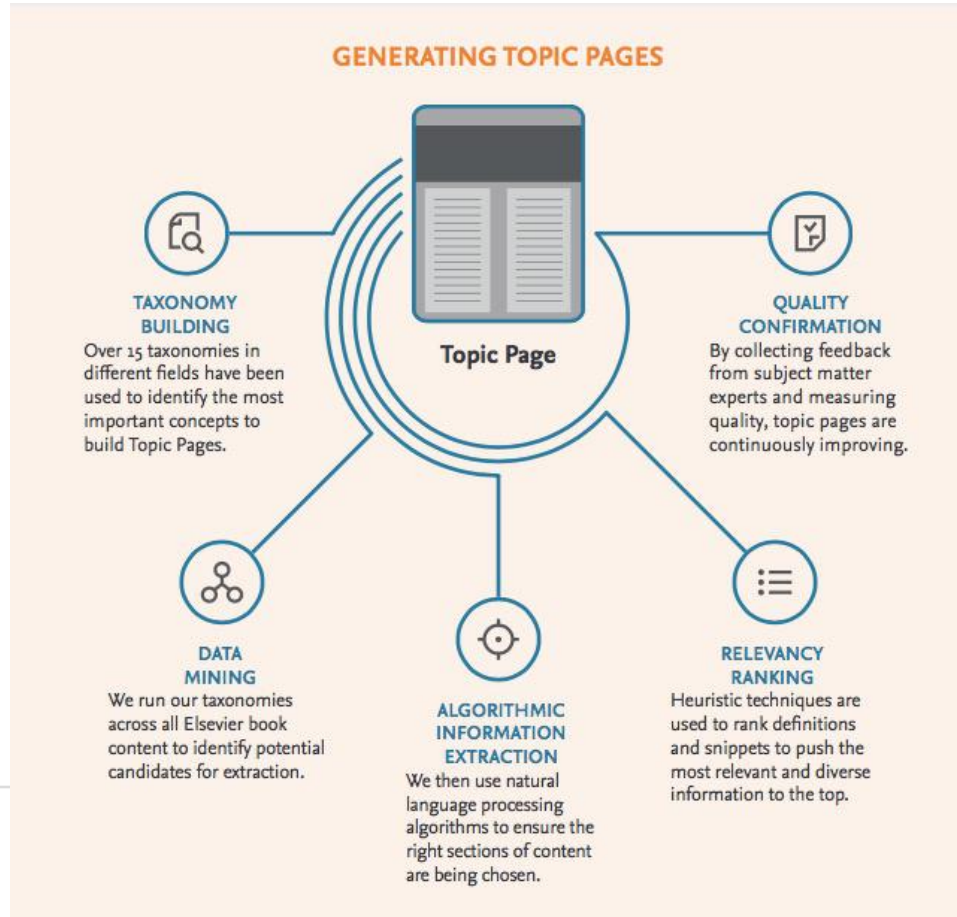 GENERATING TOPIC PAGES
Topic Page
TAXONOMY
BUILDING
Over 15 taxonomies in
different fields have been
used to identify the most
important concepts to
build Topic Pages.
DATA
MINING
We run our taxonomies
across all Elsevier book
content to identify potential
candidates for extraction.
ALGORITHMIC
INFORMATION
EXTRACTION
We then use natural
language processing
algorithms to ensure the
right sections of content
are being chosen.
RELEVANCY
RANKING
Heuristic techniques are
used to rank definitions
and snippets to push the
most relevant and diverse
information to the top.
QUALITY
CONFIRMATION
By collecting feedback
from subject matter
experts and measuring
quality, topic pages are
continuously improving.